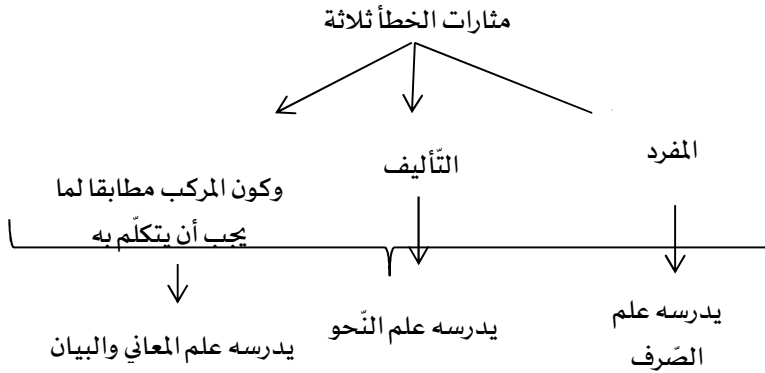 مثارات الخطأ ثلاثة
المفرد
التّأليف
وكون المركب مطابقا لما
يجب أن يتكلّم به
يدرسه علم
الصّرف
يدرسه علم النّحو
يدرسه علم المعاني والبيان